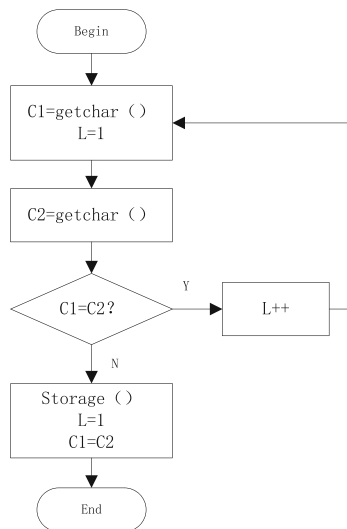 Begin
C1=getchar（）
L=1
C2=getchar（）
C1=C2?
Y
L++
N
Storage（）
L=1
C1=C2
End